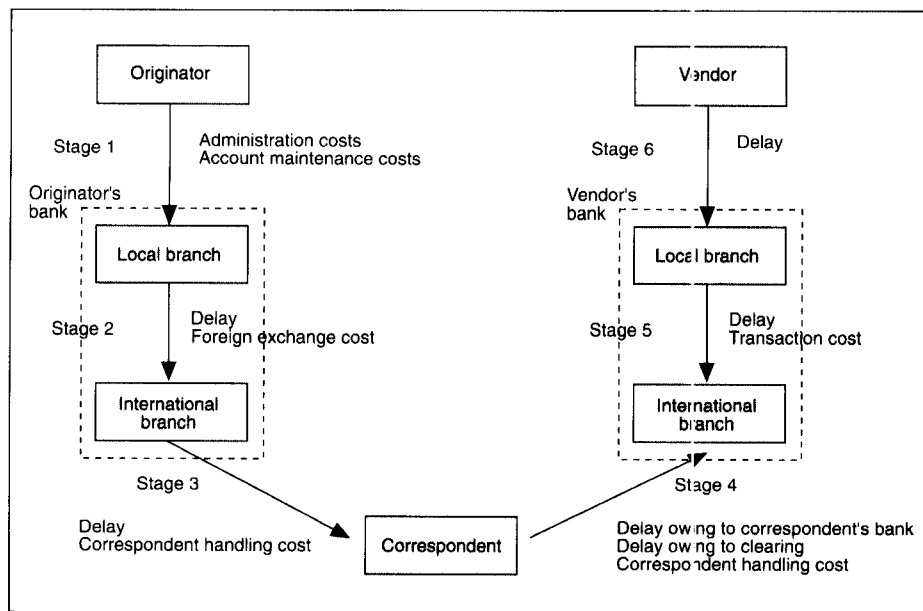 Originator
Stage 1
Administration costs
Account maintenance costs
Originator's
bank
Local branch
Stage 2
Delay
Foreign exchange cost
International
branch
Stage 3
Delay
Correspondent handling cost
Correspondent
Vendor
Stage 6
Delay
Vendor's
bank
Local branch
Stage 5
Delay
Transaction cost
International
branch
Stage 4
Delay owing to correspondent's bank
Delay owing to clearing
Correspondent handling cost